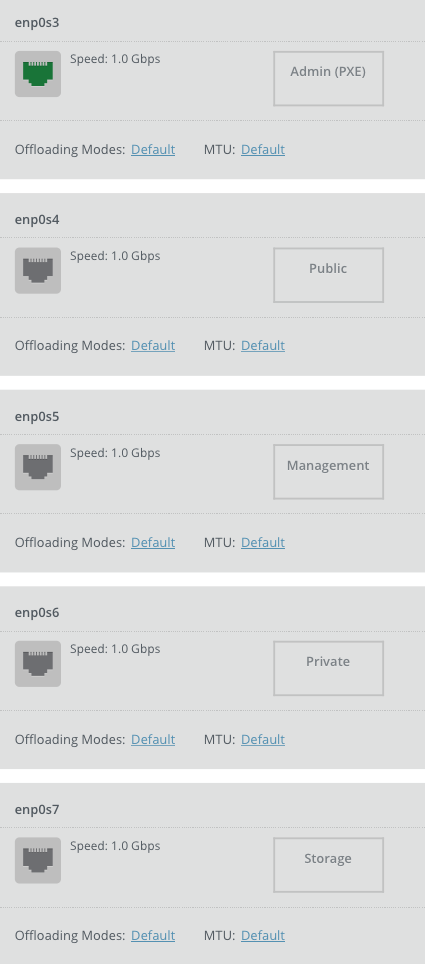 enp0s3
Speed: 1.0 Gbps
Admin (PXE)
Offloading Modes: Default MTU: Default
enp0s4
Speed: 1.0 Gbps
Public
Offloading Modes: Default MTU: Default
enp0s5
Speed: 1.0 Gbps
Management
Offloading Modes: Default MTU: Default
enp0s6
Speed: 1.0 Gbps
Private
Offloading Modes: Default MTU: Default
enp0s7
Speed: 1.0 Gbps
Storage
Offloading Modes: Default MTU: Default